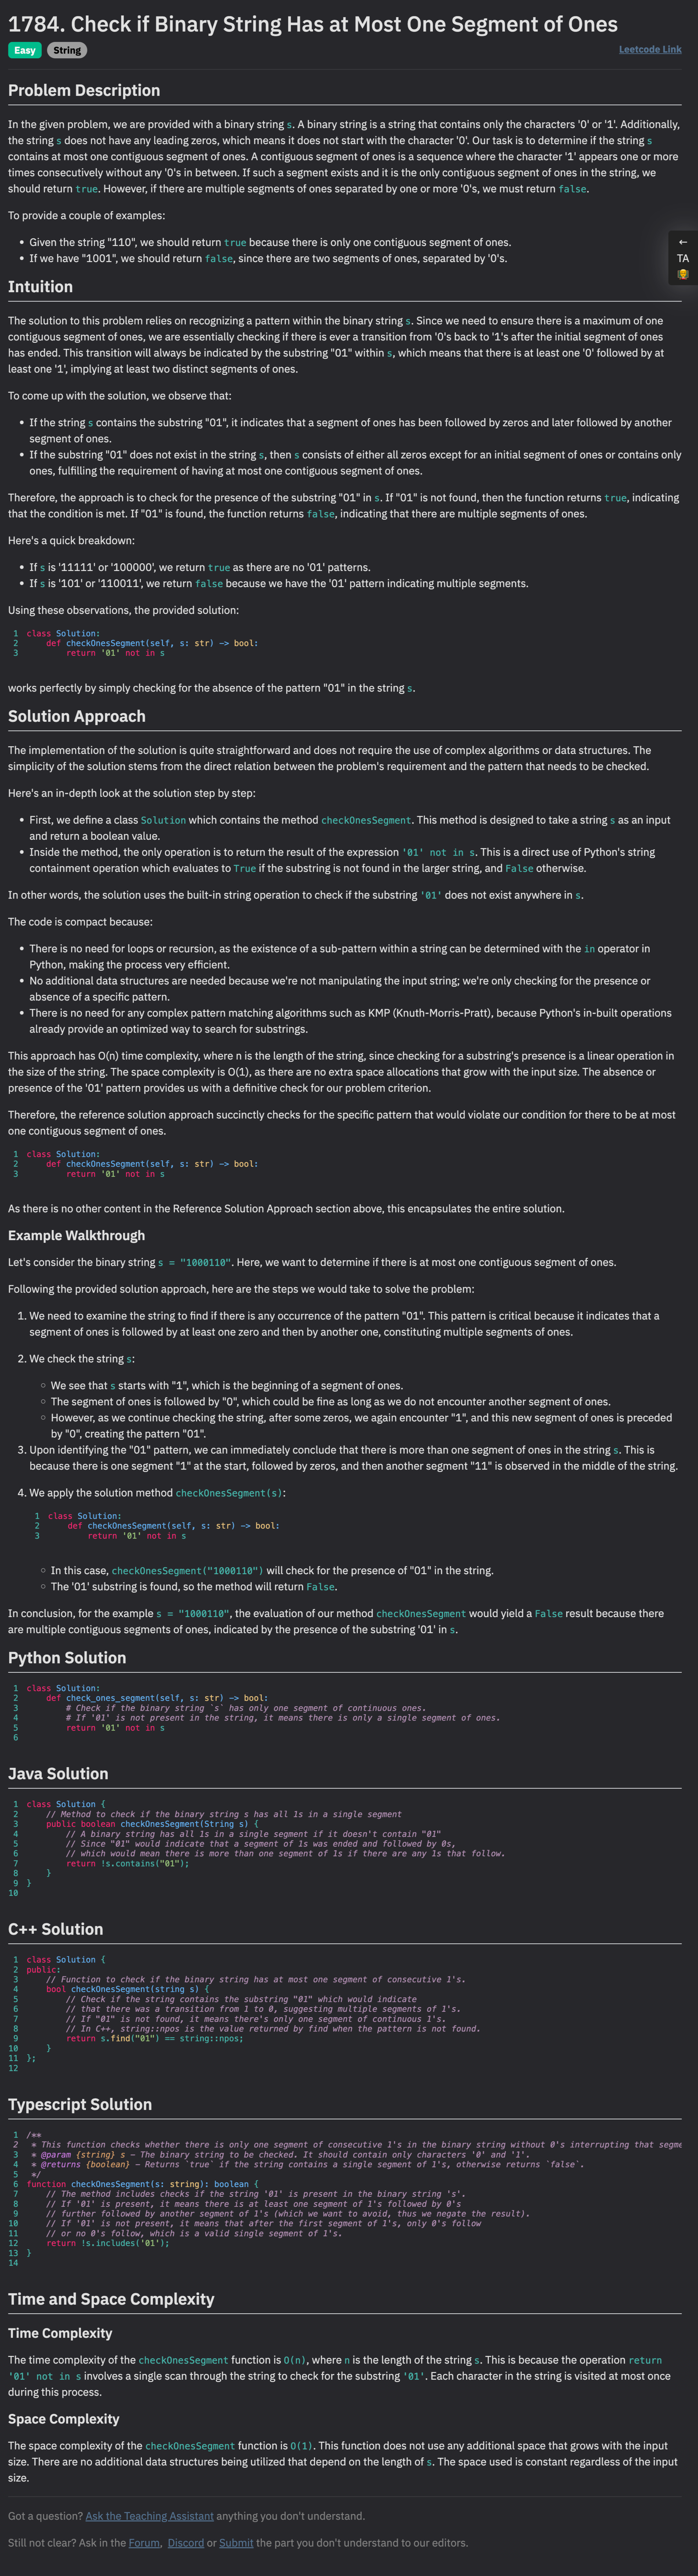 1784. Check if Binary String Has at Most One Segment of Ones
Easy String Leetcode Link
Problem Description
In the given problem, we are provided with a binary string s. A binary string is a string that contains only the characters '0' or '1'. Additionally,
the string s does not have any leading zeros, which means it does not start with the character '0'. Our task is to determine if the string s
contains at most one contiguous segment of ones. A contiguous segment of ones is a sequence where the character '1' appears one or more
times consecutively without any '0's in between. If such a segment exists and it is the only contiguous segment of ones in the string, we
should return true. However, if there are multiple segments of ones separated by one or more '0's, we must return false.
To provide a couple of examples:
• Given the string "110", we should return true because there is only one contiguous segment of ones.
• If we have "1001", we should return false, since there are two segments of ones, separated by '0's.
←
TA
Intuition
The solution to this problem relies on recognizing a pattern within the binary string s. Since we need to ensure there is a maximum of one
contiguous segment of ones, we are essentially checking if there is ever a transition from '0's back to '1's after the initial segment of ones
has ended. This transition will always be indicated by the substring "01" within s, which means that there is at least one '0' followed by at
least one '1', implying at least two distinct segments of ones.
To come up with the solution, we observe that:
• If the string s contains the substring "01", it indicates that a segment of ones has been followed by zeros and later followed by another
segment of ones.
• If the substring "01" does not exist in the string s, then s consists of either all zeros except for an initial segment of ones or contains only
ones, fulfilling the requirement of having at most one contiguous segment of ones.
Therefore, the approach is to check for the presence of the substring "01" in s. If "01" is not found, then the function returns true, indicating
that the condition is met. If "01" is found, the function returns false, indicating that there are multiple segments of ones.
Here's a quick breakdown:
• If s is '11111' or '100000', we return true as there are no '01' patterns.
• If s is '101' or '110011', we return false because we have the '01' pattern indicating multiple segments.
Using these observations, the provided solution:
1 class Solution:
2     def checkOnesSegment(self, s: str) -> bool:
3         return '01' not in s
works perfectly by simply checking for the absence of the pattern "01" in the string s.
Solution Approach
The implementation of the solution is quite straightforward and does not require the use of complex algorithms or data structures. The
simplicity of the solution stems from the direct relation between the problem's requirement and the pattern that needs to be checked.
Here's an in-depth look at the solution step by step:
• First, we define a class Solution which contains the method checkOnesSegment. This method is designed to take a string s as an input
and return a boolean value.
• Inside the method, the only operation is to return the result of the expression '01' not in s. This is a direct use of Python's string
containment operation which evaluates to True if the substring is not found in the larger string, and False otherwise.
In other words, the solution uses the built-in string operation to check if the substring '01' does not exist anywhere in s.
The code is compact because:
• There is no need for loops or recursion, as the existence of a sub-pattern within a string can be determined with the in operator in
Python, making the process very efficient.
• No additional data structures are needed because we're not manipulating the input string; we're only checking for the presence or
absence of a specific pattern.
• There is no need for any complex pattern matching algorithms such as KMP (Knuth-Morris-Pratt), because Python's in-built operations
already provide an optimized way to search for substrings.
This approach has O(n) time complexity, where n is the length of the string, since checking for a substring's presence is a linear operation in
the size of the string. The space complexity is O(1), as there are no extra space allocations that grow with the input size. The absence or
presence of the '01' pattern provides us with a definitive check for our problem criterion.
Therefore, the reference solution approach succinctly checks for the specific pattern that would violate our condition for there to be at most
one contiguous segment of ones.
1 class Solution:
2     def checkOnesSegment(self, s: str) -> bool:
3         return '01' not in s
As there is no other content in the Reference Solution Approach section above, this encapsulates the entire solution.
Example Walkthrough
Let's consider the binary string s = "1000110". Here, we want to determine if there is at most one contiguous segment of ones.
Following the provided solution approach, here are the steps we would take to solve the problem:
1. We need to examine the string to find if there is any occurrence of the pattern "01". This pattern is critical because it indicates that a
segment of ones is followed by at least one zero and then by another one, constituting multiple segments of ones.
2. We check the string s:
○ We see that s starts with "1", which is the beginning of a segment of ones.
○ The segment of ones is followed by "0", which could be fine as long as we do not encounter another segment of ones.
○ However, as we continue checking the string, after some zeros, we again encounter "1", and this new segment of ones is preceded
by "0", creating the pattern "01".
3. Upon identifying the "01" pattern, we can immediately conclude that there is more than one segment of ones in the string s. This is
because there is one segment "1" at the start, followed by zeros, and then another segment "11" is observed in the middle of the string.
4. We apply the solution method checkOnesSegment(s):
1 class Solution:
2     def checkOnesSegment(self, s: str) -> bool:
3         return '01' not in s
○ In this case, checkOnesSegment("1000110") will check for the presence of "01" in the string.
○ The '01' substring is found, so the method will return False.
In conclusion, for the example s = "1000110", the evaluation of our method checkOnesSegment would yield a False result because there
are multiple contiguous segments of ones, indicated by the presence of the substring '01' in s.
Python Solution
1 class Solution:
2     def check_ones_segment(self, s: str) -> bool:
3         # Check if the binary string `s` has only one segment of continuous ones.
4         # If '01' is not present in the string, it means there is only a single segment of ones.
5         return '01' not in s
6
Java Solution
1 class Solution {
2     // Method to check if the binary string s has all 1s in a single segment
3     public boolean checkOnesSegment(String s) {
4         // A binary string has all 1s in a single segment if it doesn't contain "01"
5         // Since "01" would indicate that a segment of 1s was ended and followed by 0s,
6         // which would mean there is more than one segment of 1s if there are any 1s that follow.
7         return !s.contains("01");
8     }
9 }
10
C++ Solution
1 class Solution {
2 public:
3     // Function to check if the binary string has at most one segment of consecutive 1's.
4     bool checkOnesSegment(string s) {
5         // Check if the string contains the substring "01" which would indicate
6         // that there was a transition from 1 to 0, suggesting multiple segments of 1's.
7         // If "01" is not found, it means there's only one segment of continuous 1's.
8         // In C++, string::npos is the value returned by find when the pattern is not found.
9         return s.find("01") == string::npos;
10     }
11 };
12
Typescript Solution
1 /**
2  * This function checks whether there is only one segment of consecutive 1's in the binary string without 0's interrupting that segme
3  * @param {string} s - The binary string to be checked. It should contain only characters '0' and '1'.
4  * @returns {boolean} - Returns `true` if the string contains a single segment of 1's, otherwise returns `false`.
5  */
6 function checkOnesSegment(s: string): boolean {
7     // The method includes checks if the string '01' is present in the binary string 's'.
8     // If '01' is present, it means there is at least one segment of 1's followed by 0's
9     // further followed by another segment of 1's (which we want to avoid, thus we negate the result).
10     // If '01' is not present, it means that after the first segment of 1's, only 0's follow
11     // or no 0's follow, which is a valid single segment of 1's.
12     return !s.includes('01');
13 }
14
Time and Space Complexity
Time Complexity
The time complexity of the checkOnesSegment function is O(n), where n is the length of the string s. This is because the operation return
'01' not in s involves a single scan through the string to check for the substring '01'. Each character in the string is visited at most once
during this process.
Space Complexity
The space complexity of the checkOnesSegment function is O(1). This function does not use any additional space that grows with the input
size. There are no additional data structures being utilized that depend on the length of s. The space used is constant regardless of the input
size.
Got a question? Ask the Teaching Assistant anything you don't understand.
Still not clear? Ask in the Forum, Discord or Submit the part you don't understand to our editors.